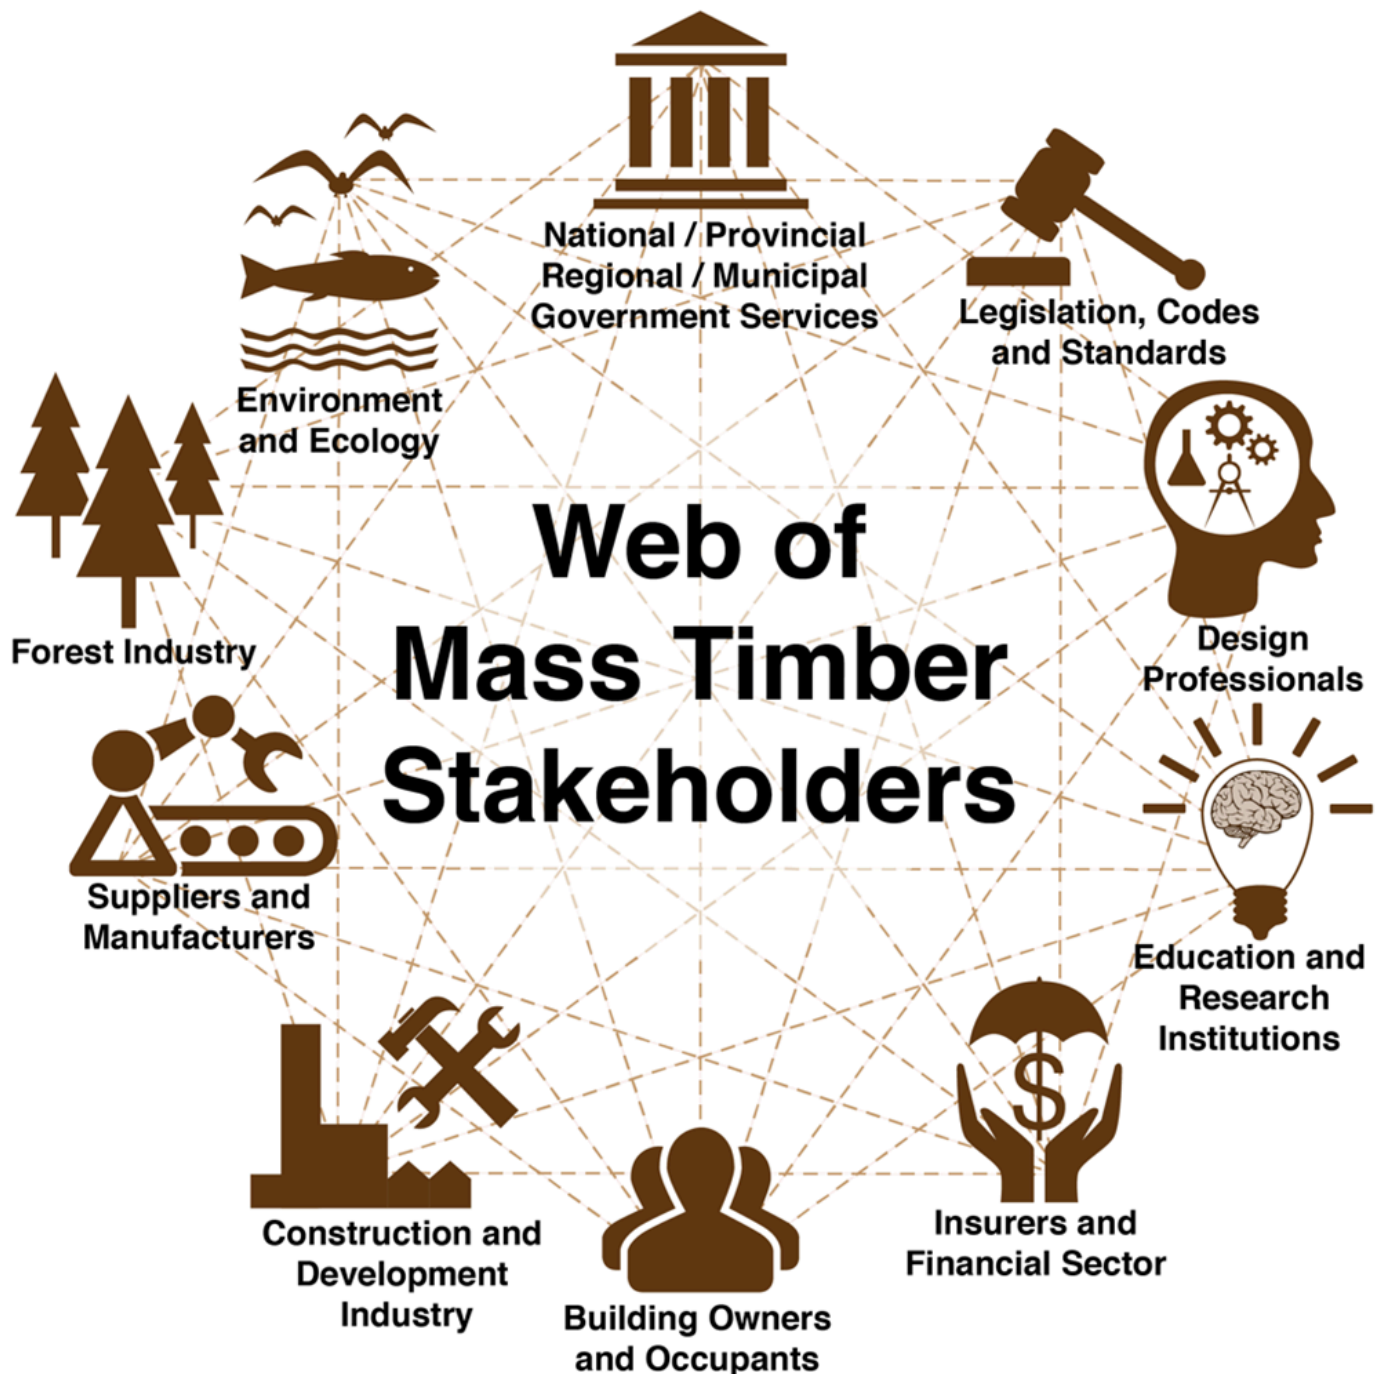 National / Provincial
Regional / Municipal
Government Services
Legislation, Codes
and Standards
Environment
and Ecology
Web of
Mass Timber
Stakeholders
Forest Industry
Design
Professionals
Suppliers and
Manufacturers
$
Education and
Research
Institutions
Insurers and
Financial Sector
Construction and
Development
Industry
Building Owners
and Occupants